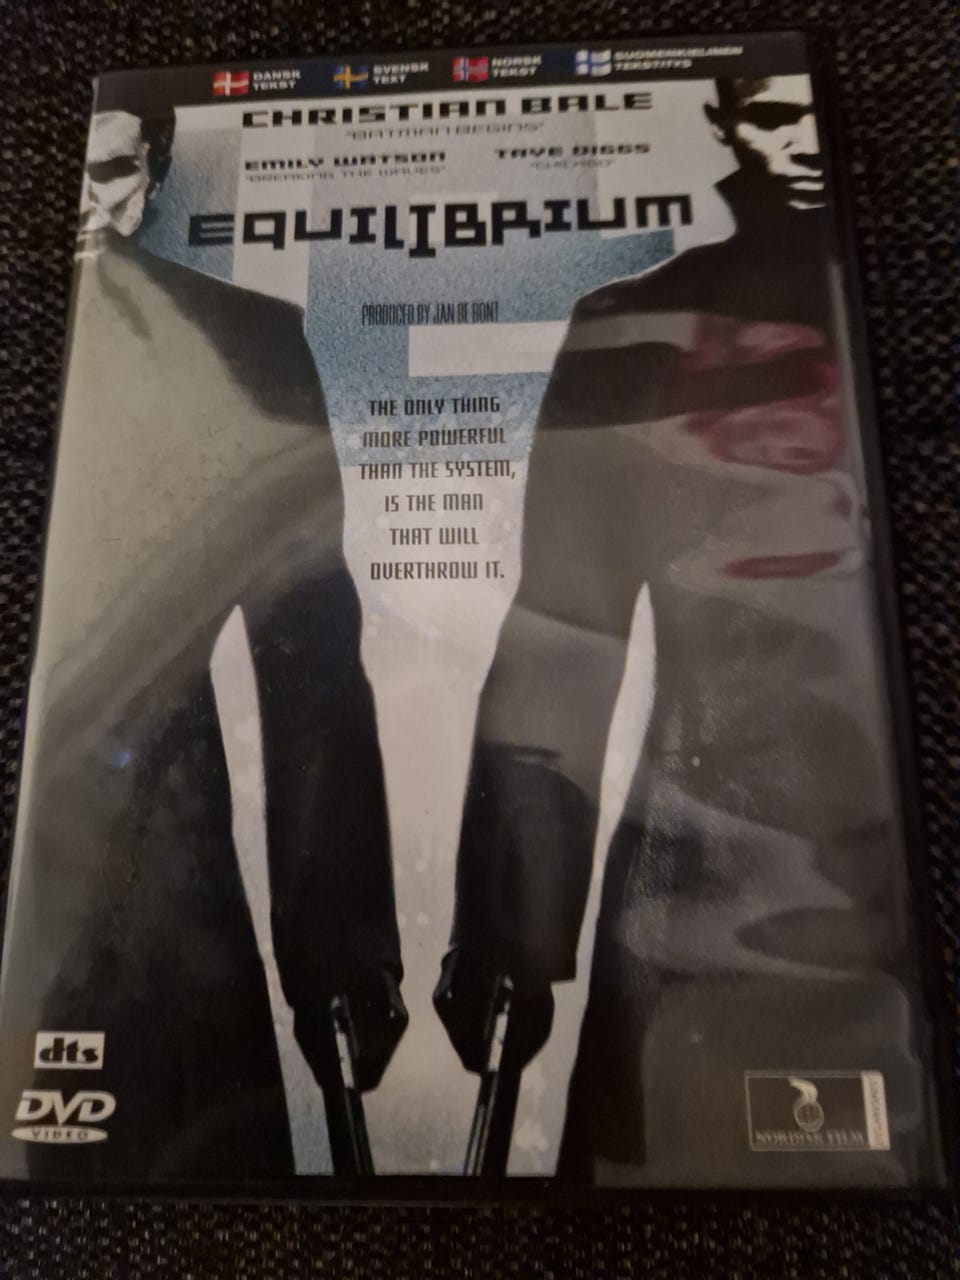 DANSK
TEKST
SVENSK
TEXT
NORSK
TEKST
SUOMENKIELINEN
TEKSTITYS
CHRISTIAN BALE
"BATMAN BEGINS"
EMILY WATSON
"BREAKING THE WAVES"
TAYE DIGGS
"CHICAGO"
EQUILIBRIUM
PRODUCED BY JAN DE BONT
THE ONLY THING
MORE POWERFUL
THAN THE SYSTEM,
IS THE MAN
THAT WILL
OVERTHROW IT.
dts
DVD
VIDEO
NORDISK FILM